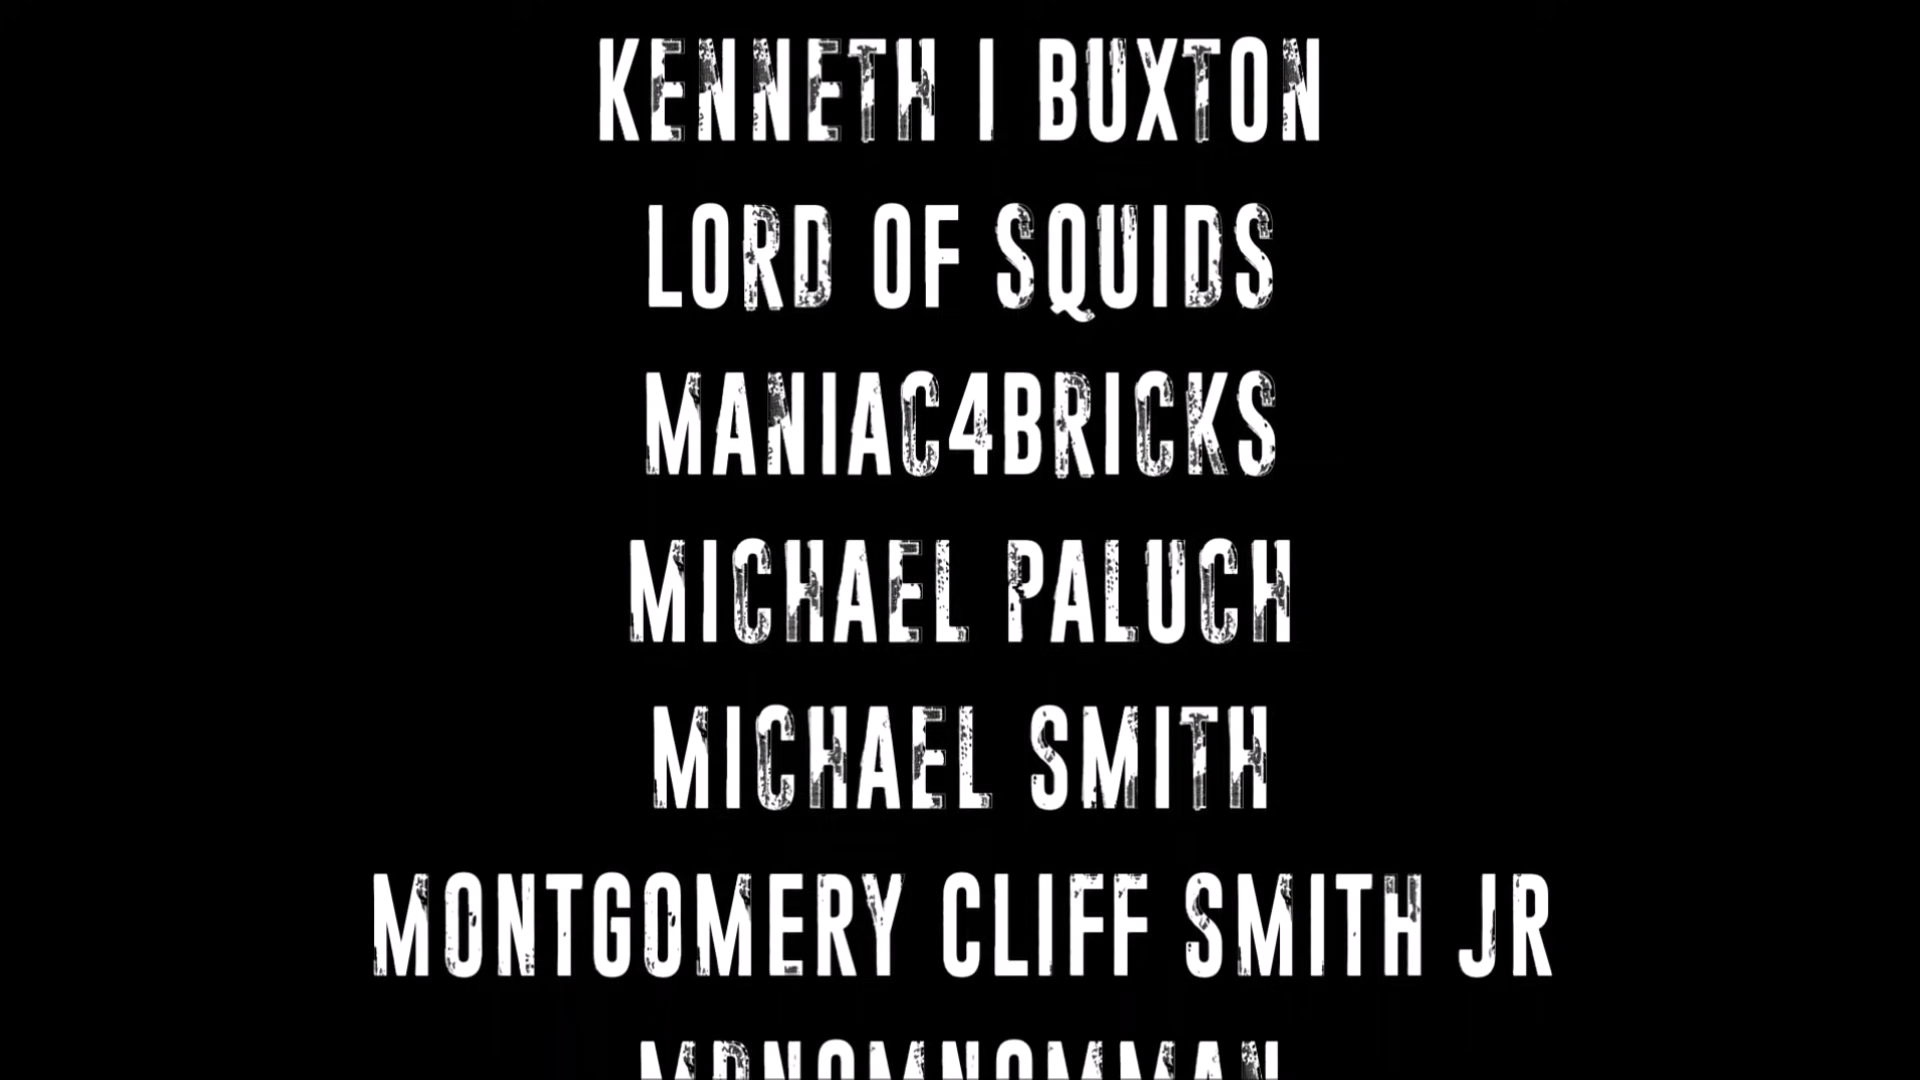 KENNETH I BUXTON
LORD OF SQUIDS
MANIAC4BRICKS
MICHAEL PALUCH
MICHAEL SMITH
MONTGOMERY CLIFF SMITH JR